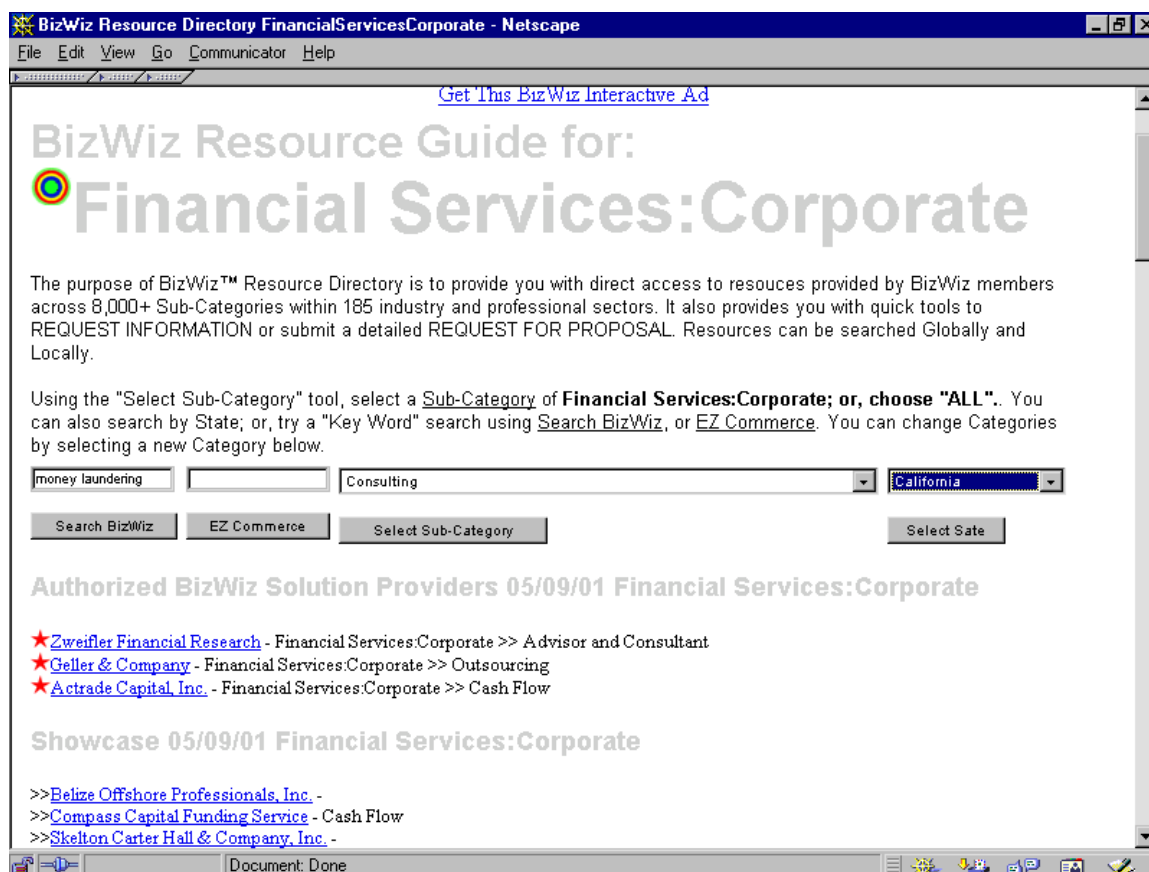 BizWiz Resource Directory FinancialServicesCorporate - Netscape
File Edit View Go Communicator Help
Get This BizWiz Interactive Ad
BizWiz Resource Guide for:
Financial Services:Corporate
The purpose of BizWiz™ Resource Directory is to provide you with direct access to resouces provided by BizWiz members
across 8,000+ Sub-Categories within 185 industry and professional sectors. It also provides you with quick tools to
REQUEST INFORMATION or submit a detailed REQUEST FOR PROPOSAL. Resources can be searched Globally and
Locally.
Using the "Select Sub-Category" tool, select a Sub-Category of Financial Services:Corporate; or, choose "ALL".. You
can also search by State; or, try a "Key Word" search using Search BizWiz, or EZ Commerce. You can change Categories
by selecting a new Category below.
money laundering Consulting California
Search BizWiz EZ Commerce Select Sub-Category Select Sate
Authorized BizWiz Solution Providers 05/09/01 Financial Services:Corporate
Zweifler Financial Research - Financial Services:Corporate >> Advisor and Consultant
Geller & Company - Financial Services:Corporate >> Outsourcing
Actrade Capital, Inc. - Financial Services:Corporate >> Cash Flow
Showcase 05/09/01 Financial Services:Corporate
>>Belize Offshore Professionals, Inc. -
>>Compass Capital Funding Service - Cash Flow
>>Skelton Carter Hall & Company, Inc. -
Document: Done